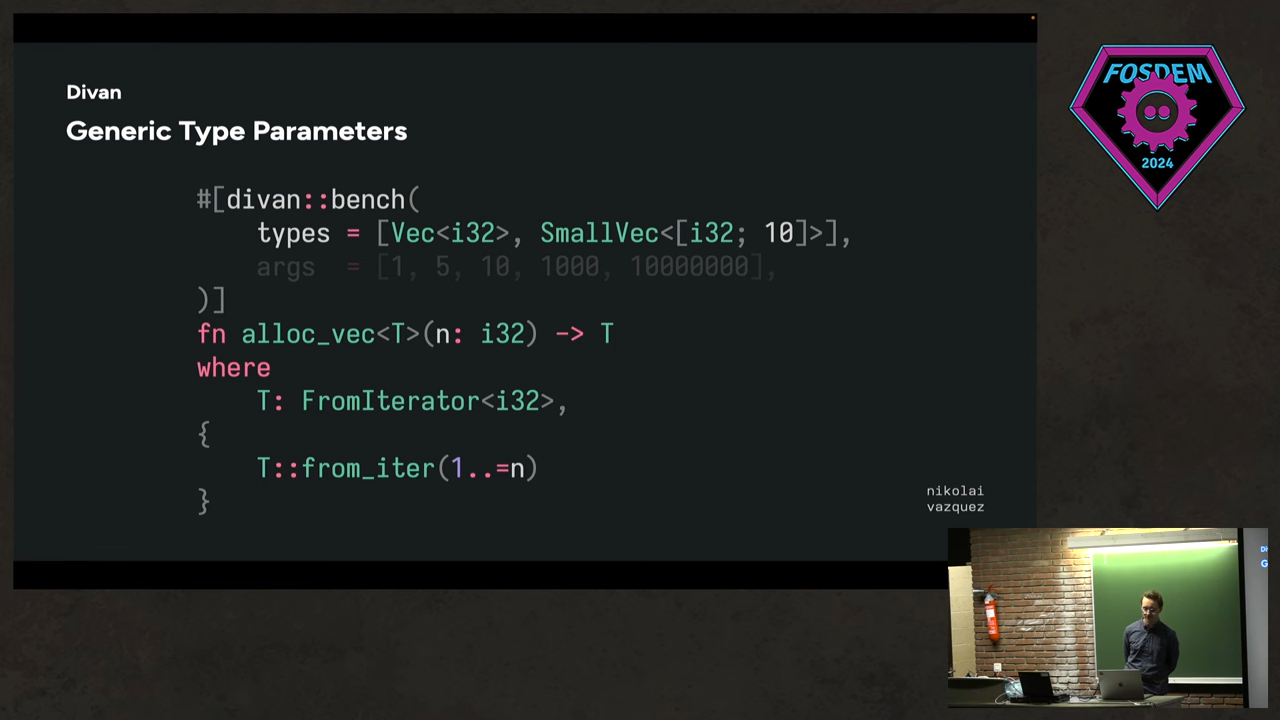 Divan
Generic Type Parameters
#[divan::bench(
    types = [Vec<i32>, SmallVec<[i32; 10]>],
    args  = [1, 5, 10, 1000, 10000000],
)]
fn alloc_vec<T>(n: i32) -> T
where
    T: FromIterator<i32>,
{
    T::from_iter(1..=n)
}
nikolai
vazquez
FOSDEM
2024